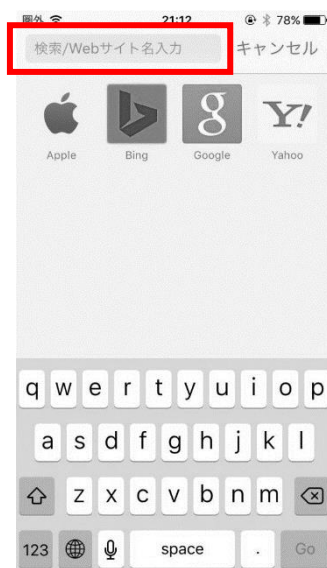 圏外 21:12 78%
検索/Webサイト名入力 キャンセル
g Y!
Apple Bing Google Yahoo
q w e r t y u i o p
a s d f g h j k l
z x c v b n m
123 space . Go